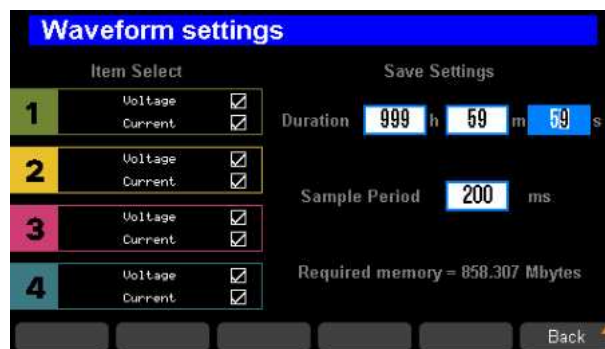 Waveform settings
Item Select
Save Settings
1
Voltage
Current
2
Voltage
Current
3
Voltage
Current
4
Voltage
Current
Duration 999 h 59 m 59 s
Sample Period 200 ms
Required memory = 858.307 Mbytes
Back